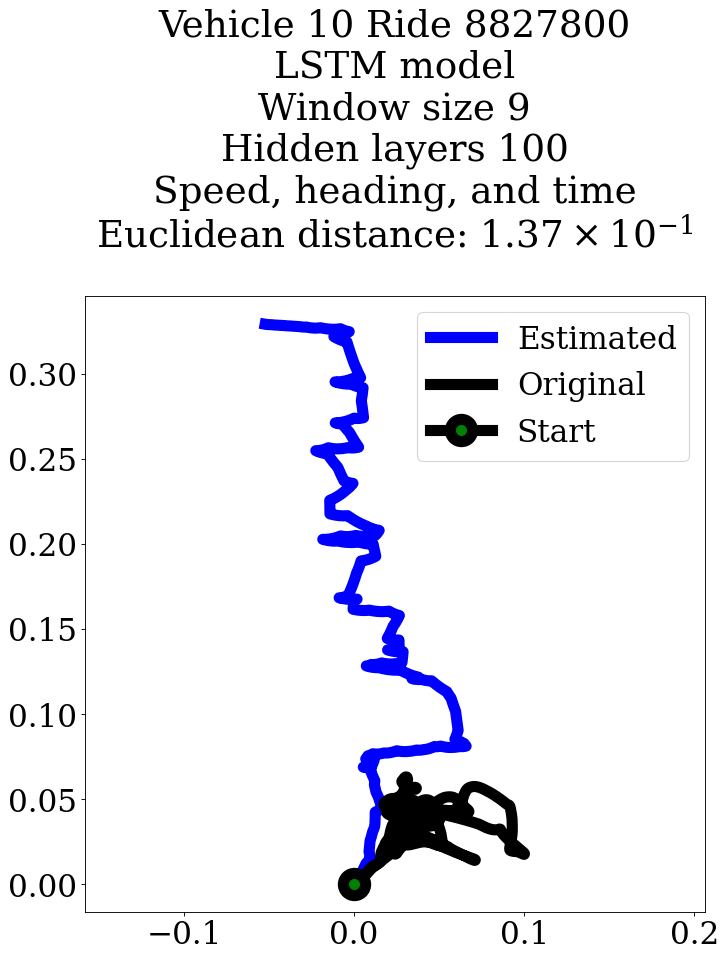 Vehicle 10 Ride 8827800
LSTM model
Window size 9
Hidden layers 100
Speed, heading, and time
Euclidean distance: 1.37 × 10⁻¹
Estimated
Original
Start
0.30
0.25
0.20
0.15
0.10
0.05
0.00
−0.1
0.0
0.1
0.2